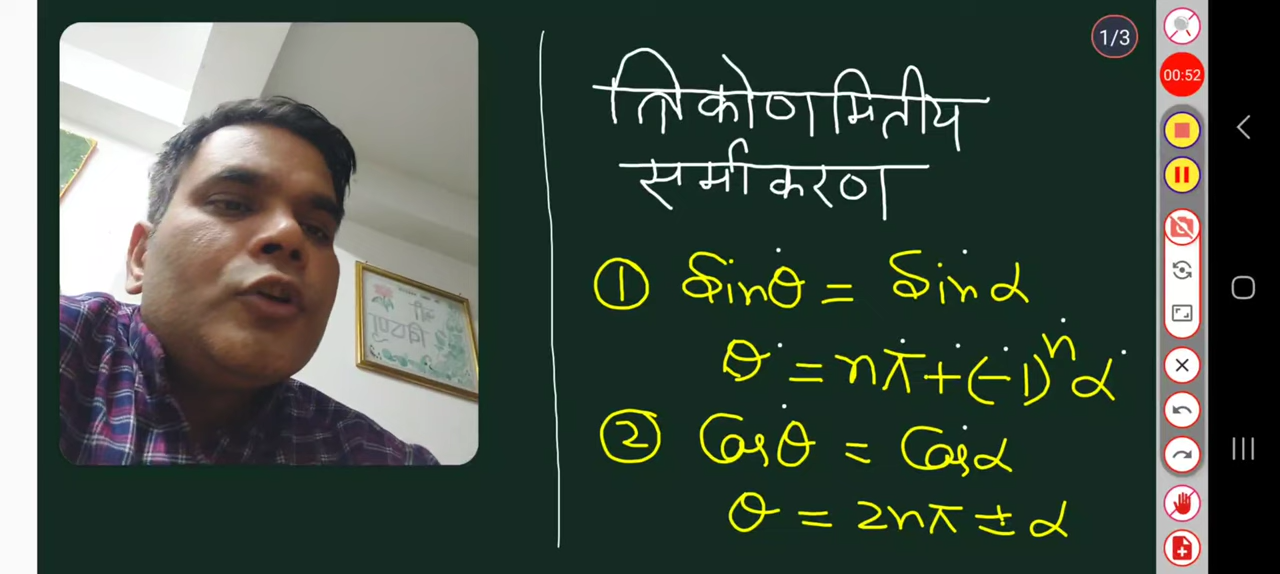 1/3
00:52
त्रिकोणमितीय
समीकरण
① Sinθ = Sinα
θ = nπ + (-1)ⁿ α
② Cosθ = Cosα
θ = 2nπ ± α